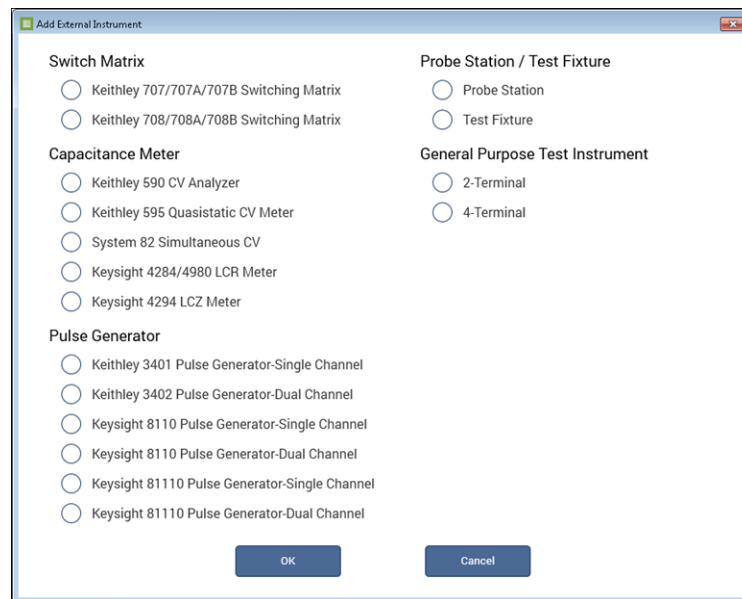 Add External Instrument
Switch Matrix
Keithley 707/707A/707B Switching Matrix
Keithley 708/708A/708B Switching Matrix
Capacitance Meter
Keithley 590 CV Analyzer
Keithley 595 Quasistatic CV Meter
System 82 Simultaneous CV
Keysight 4284/4980 LCR Meter
Keysight 4294 LCZ Meter
Pulse Generator
Keithley 3401 Pulse Generator-Single Channel
Keithley 3402 Pulse Generator-Dual Channel
Keysight 8110 Pulse Generator-Single Channel
Keysight 8110 Pulse Generator-Dual Channel
Keysight 81110 Pulse Generator-Single Channel
Keysight 81110 Pulse Generator-Dual Channel
Probe Station / Test Fixture
Probe Station
Test Fixture
General Purpose Test Instrument
2-Terminal
4-Terminal
OK
Cancel